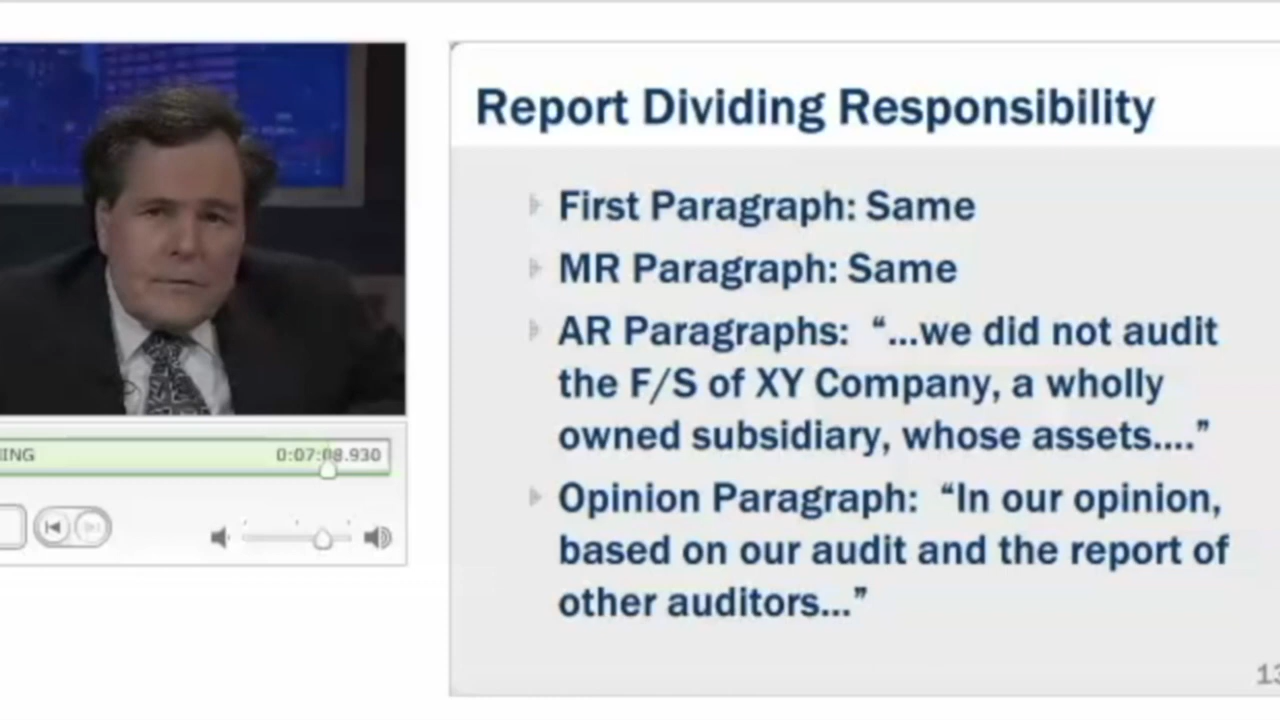 Report Dividing Responsibility
First Paragraph: Same
MR Paragraph: Same
AR Paragraphs: “...we did not audit
the F/S of XY Company, a wholly
owned subsidiary, whose assets....”
Opinion Paragraph: “In our opinion,
based on our audit and the report of
other auditors...”
ING
0:07:08.930
13